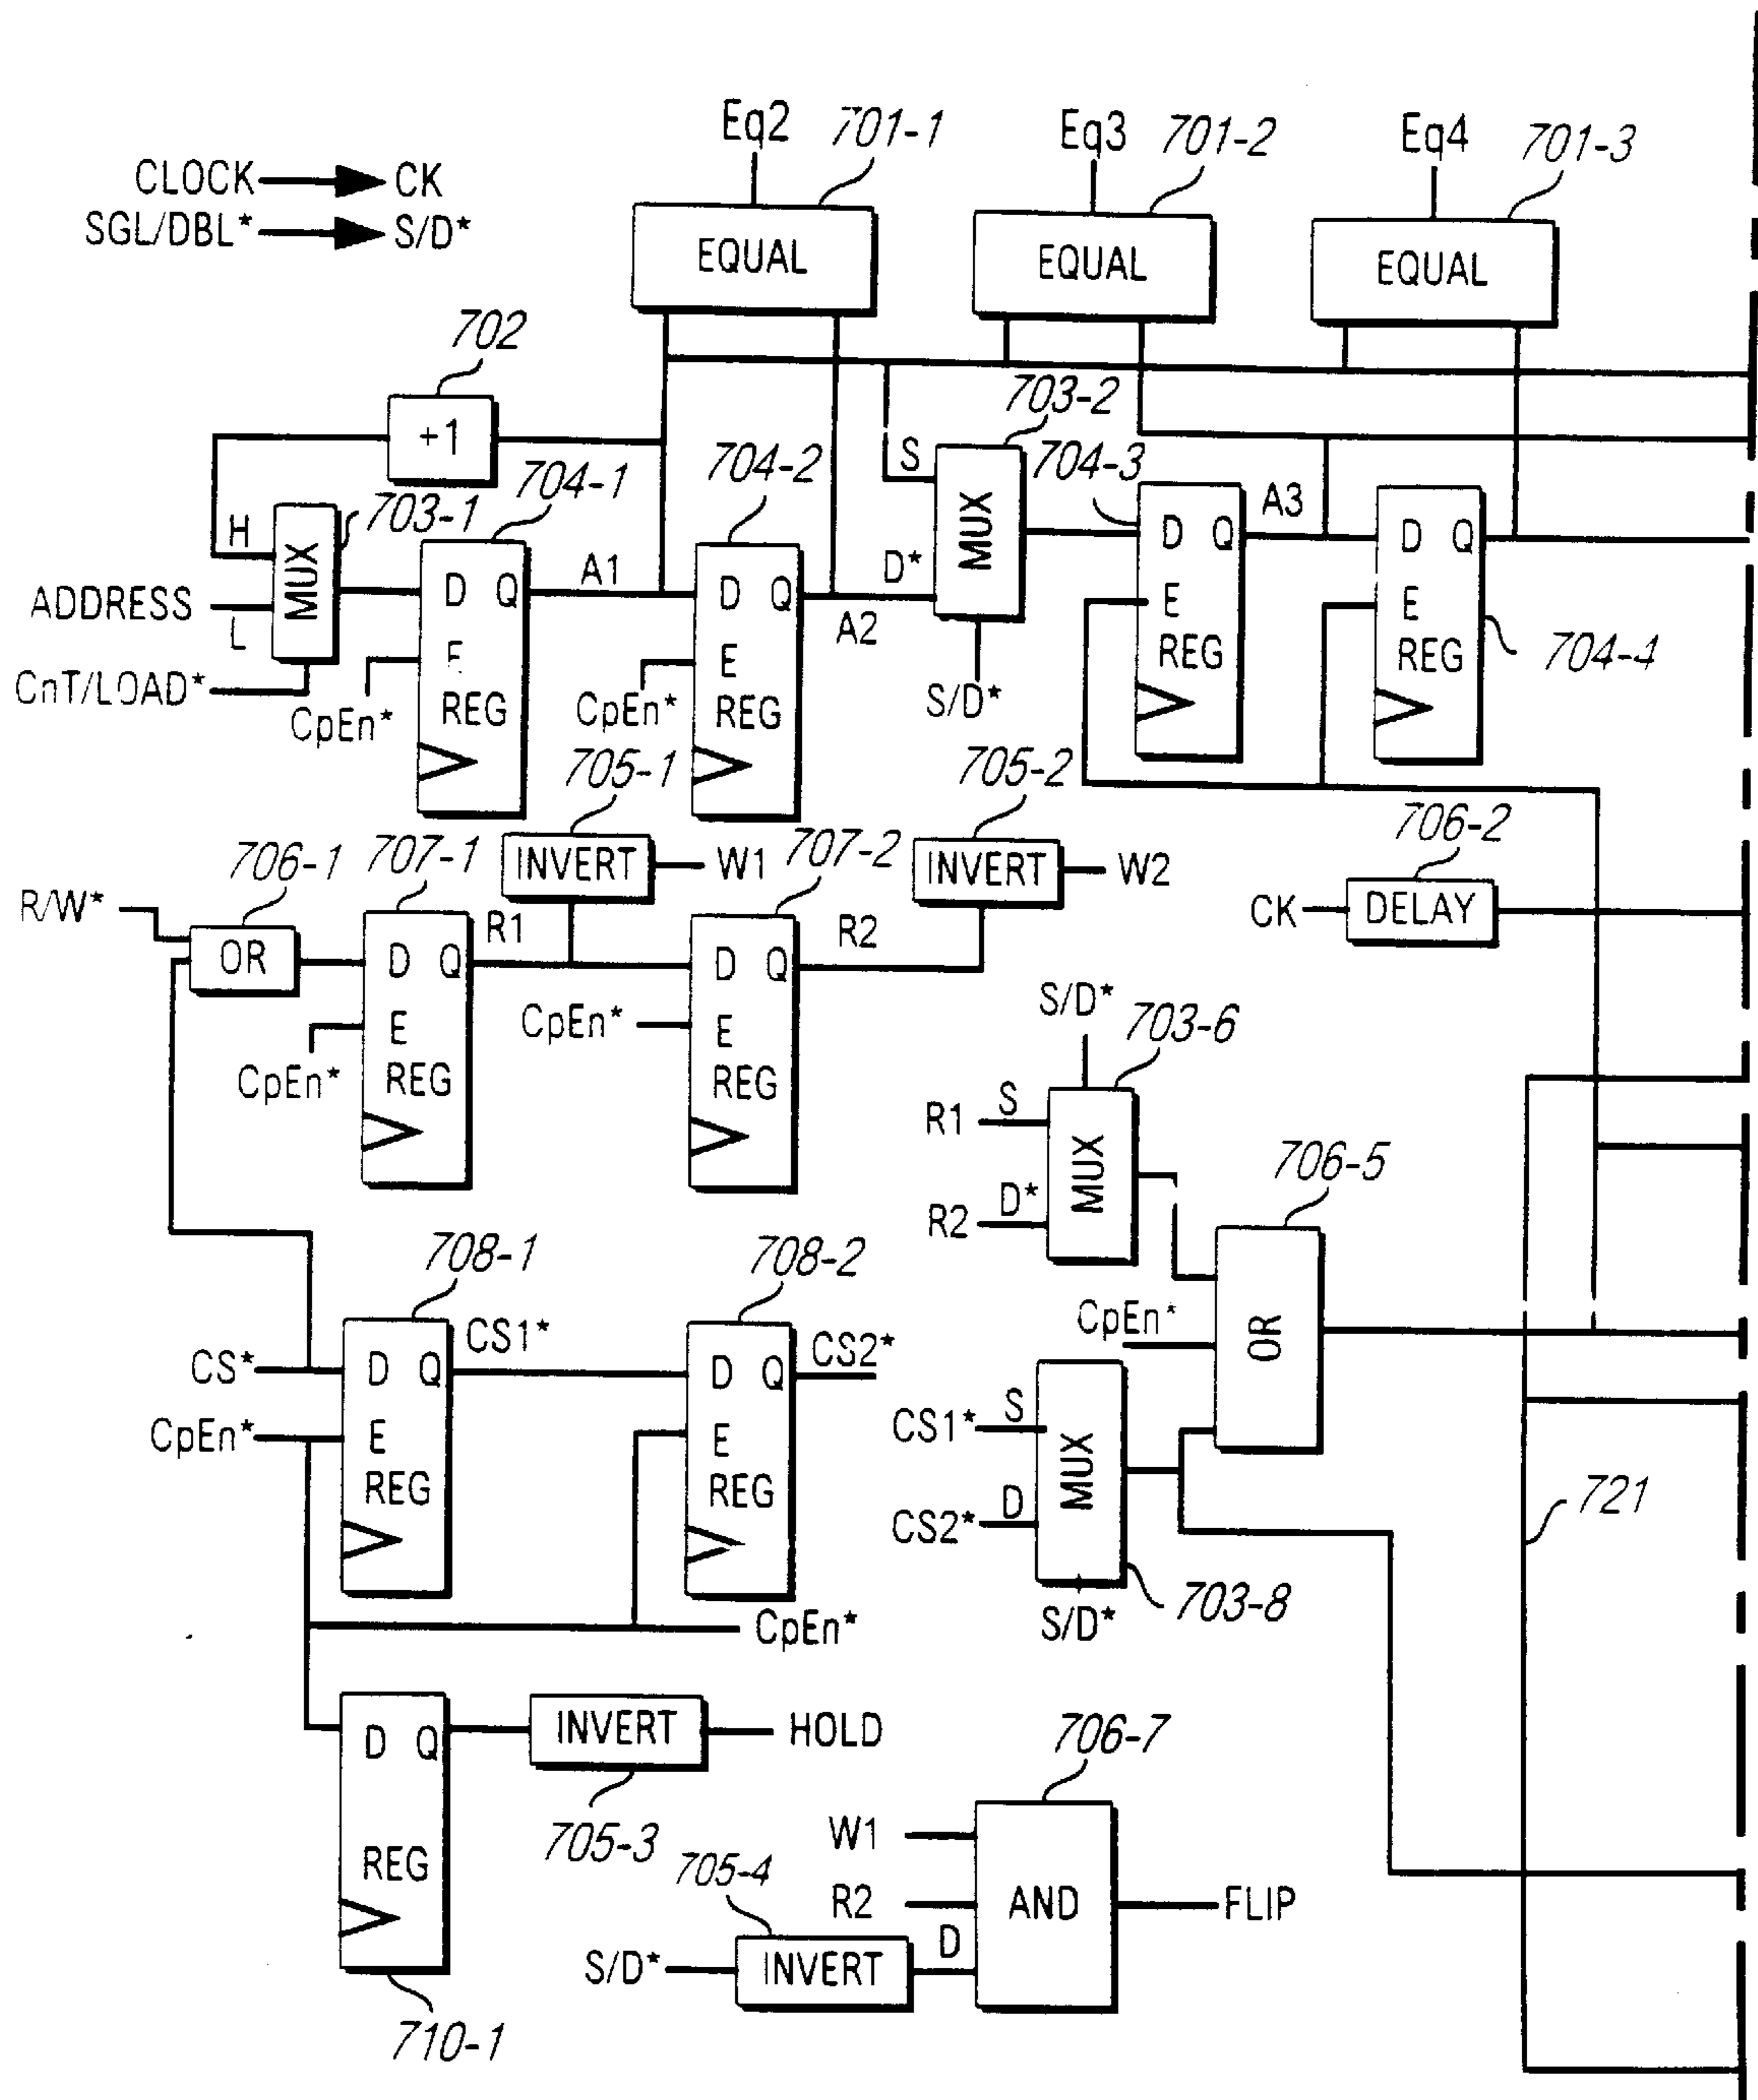 Eq2 701-1 Eq3 701-2 Eq4 701-3
CLOCK CK
SGL/DBL* S/D*
EQUAL EQUAL EQUAL
702
+1
703-2
704-1 704-2 S 704-3 A3
703-1
H MUX MUX D Q D Q
ADDRESS D Q A1 D Q D* E E
L E E A2 REG REG 704-4
CnT/LOAD* CpEn* REG CpEn* REG S/D*
705-1 705-2
706-1 707-1 INVERT W1 707-2 INVERT W2 706-2
R/W* OR D Q R1 D Q R2 CK DELAY
CpEn* E REG CpEn* E REG
S/D* 703-6
R1 S MUX
R2 D* 706-5
708-1 708-2
CpEn* OR
CS* D Q CS1* D Q CS2*
CpEn* E REG E REG
CS1* S MUX
CS2* D 721
703-8
CpEn* S/D*
D Q INVERT HOLD 706-7
REG 705-3 W1
705-4 R2 AND FLIP
S/D* INVERT D
710-1